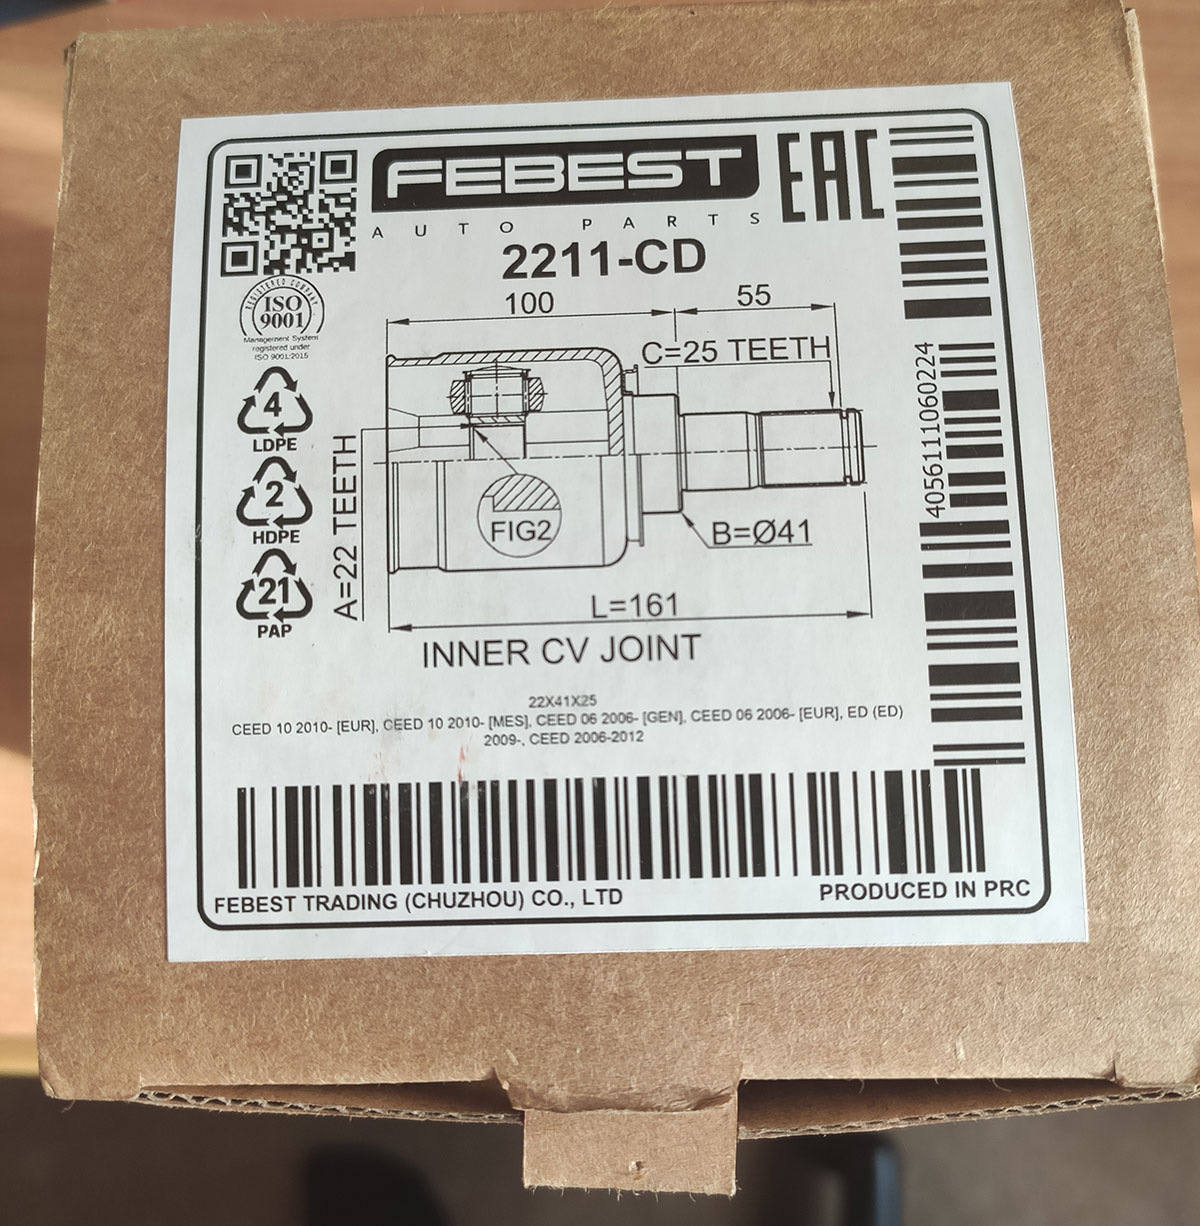 FEBEST
EAC
AUTO PARTS
2211-CD
REGISTERED COMPANY
ISO
9001
Management System
registered under
ISO 9001:2015
4
LDPE
2
HDPE
21
PAP
100
55
C=25 TEETH
A=22 TEETH
FIG2
B=Ø41
L=161
INNER CV JOINT
4056111060224
22X41X25
CEED 10 2010- [EUR], CEED 10 2010- [MES], CEED 06 2006- [GEN], CEED 06 2006- [EUR], ED (ED)
2009-, CEED 2006-2012
FEBEST TRADING (CHUZHOU) CO., LTD
PRODUCED IN PRC